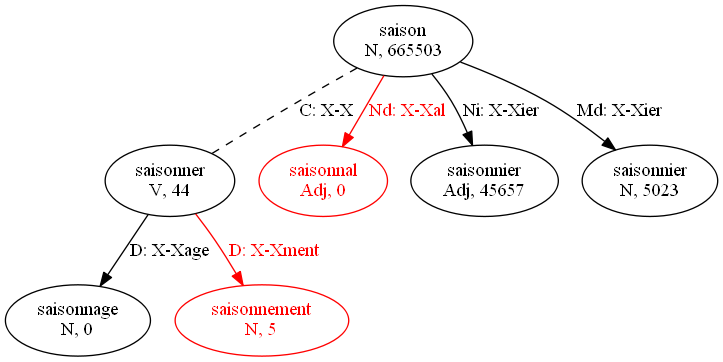 saison
N, 665503
C: X-X
Nd: X-Xal
Ni: X-Xier
Md: X-Xier
saisonner
V, 44
saisonnal
Adj, 0
saisonnier
Adj, 45657
saisonnier
N, 5023
D: X-Xage
D: X-Xment
saisonnage
N, 0
saisonnement
N, 5